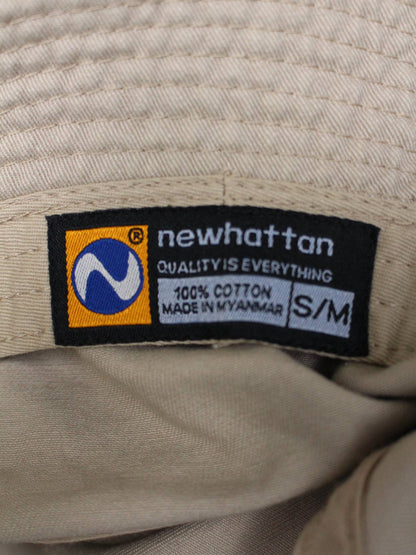 ® newhattan
QUALITY IS EVERYTHING
100% COTTON
MADE IN MYANMAR
S/M